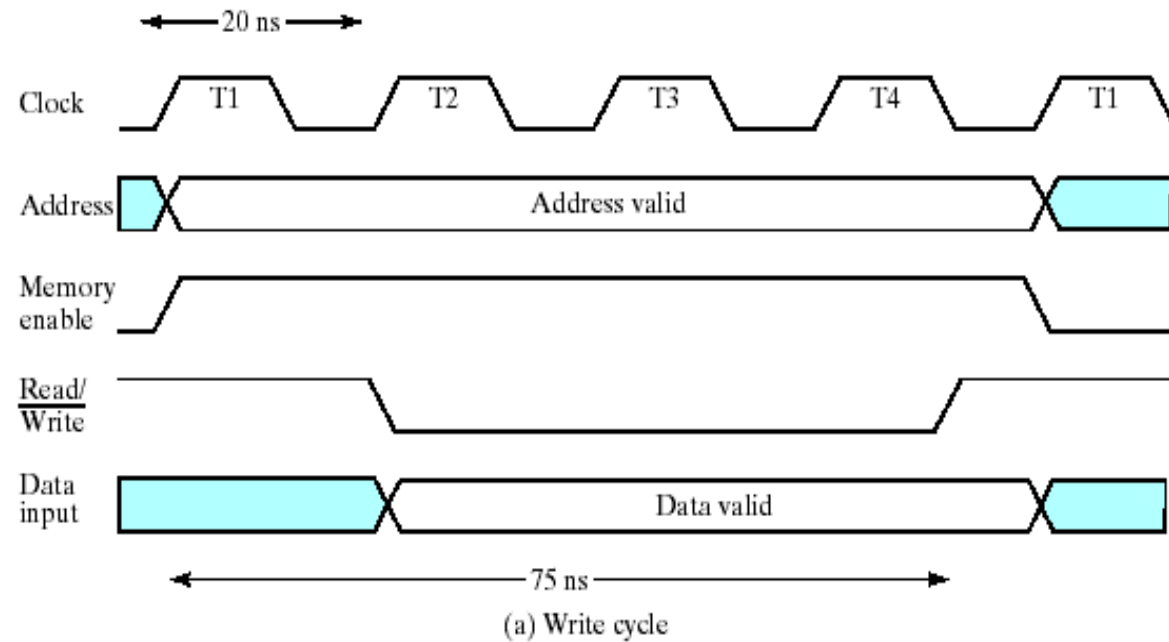 20 ns
Clock T1 T2 T3 T4 T1
Address Address valid
Memory
enable
Read/
Write
Data
input Data valid
75 ns
(a) Write cycle